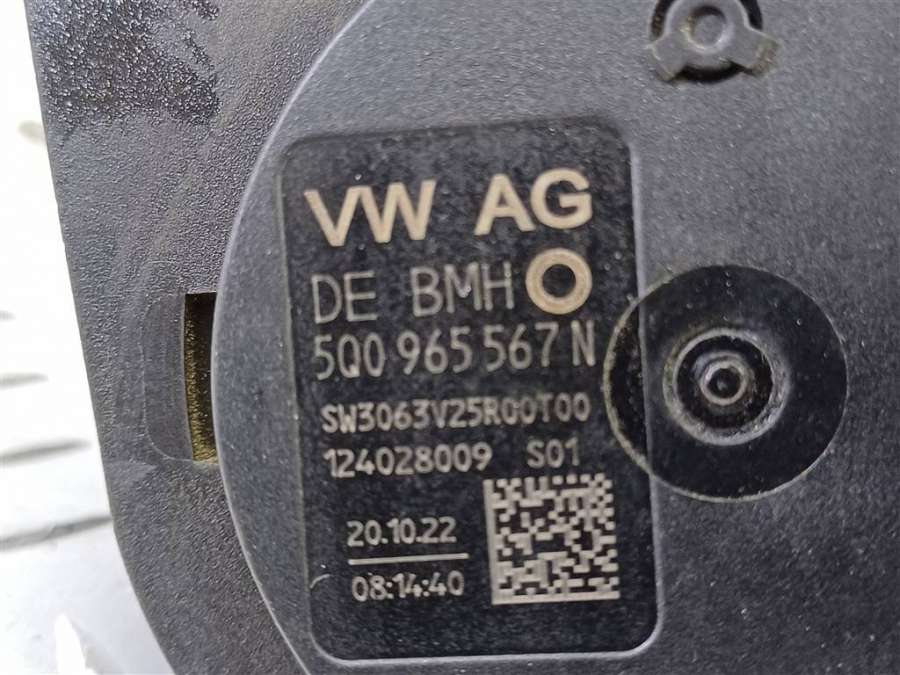 VW AG
DE BMH
5Q0 965 567 N
SW3063V25R00T00
124028009 S01
20.10.22
08:14:40